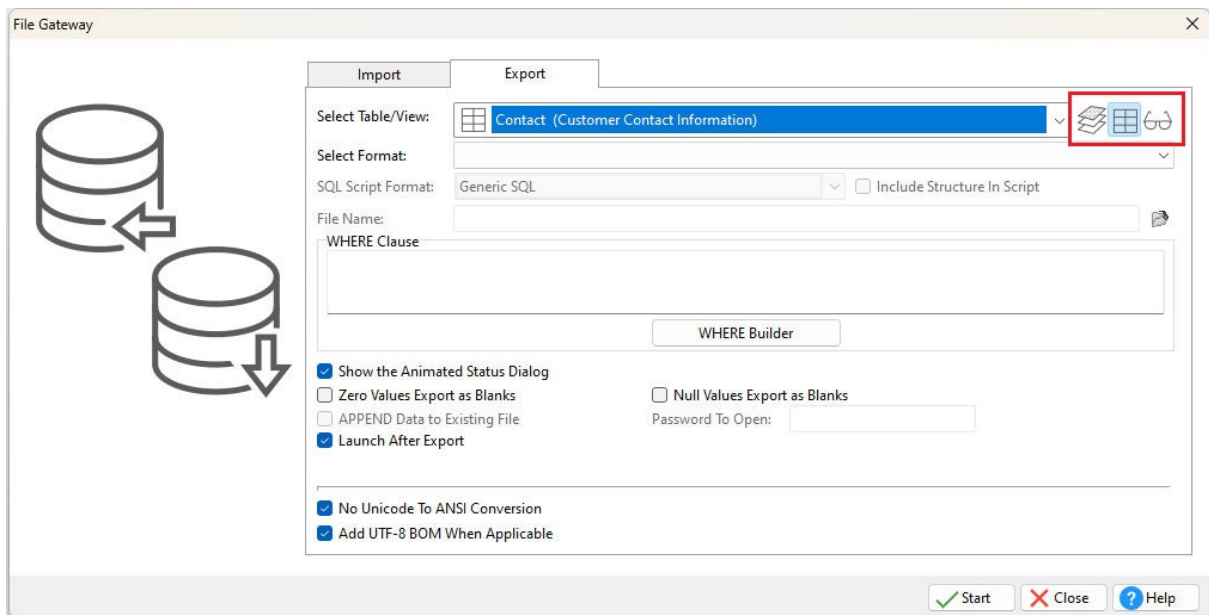 File Gateway
Import Export
Select Table/View: Contact (Customer Contact Information)
Select Format:
SQL Script Format: Generic SQL Include Structure In Script
File Name:
WHERE Clause
WHERE Builder
Show the Animated Status Dialog
Zero Values Export as Blanks Null Values Export as Blanks
APPEND Data to Existing File Password To Open:
Launch After Export
No Unicode To ANSI Conversion
Add UTF-8 BOM When Applicable
Start Close ? Help